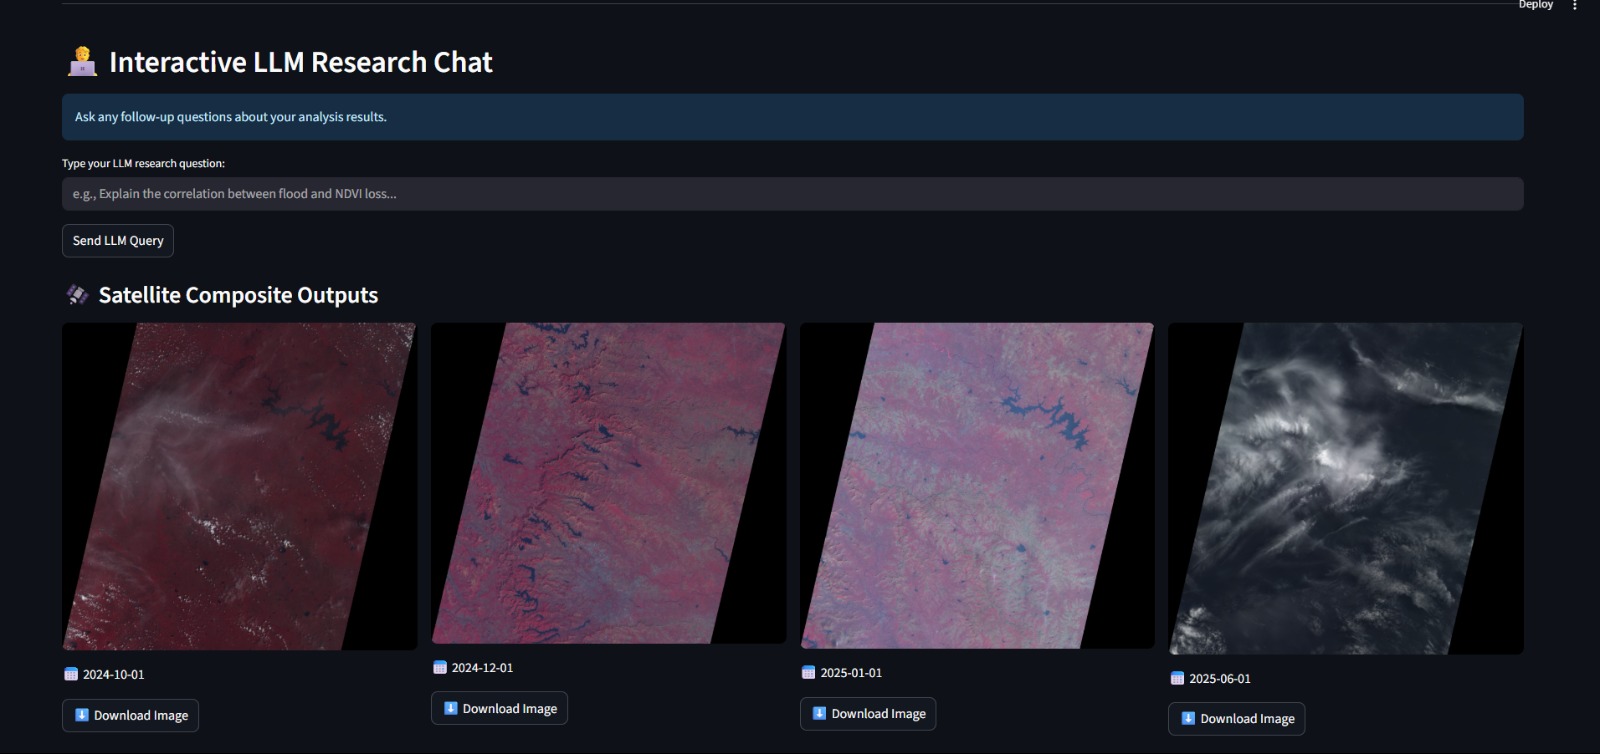 Deploy
Interactive LLM Research Chat
Ask any follow-up questions about your analysis results.
Type your LLM research question:
e.g., Explain the correlation between flood and NDVI loss...
Send LLM Query
Satellite Composite Outputs
2024-10-01
2024-12-01
2025-01-01
2025-06-01
Download Image
Download Image
Download Image
Download Image